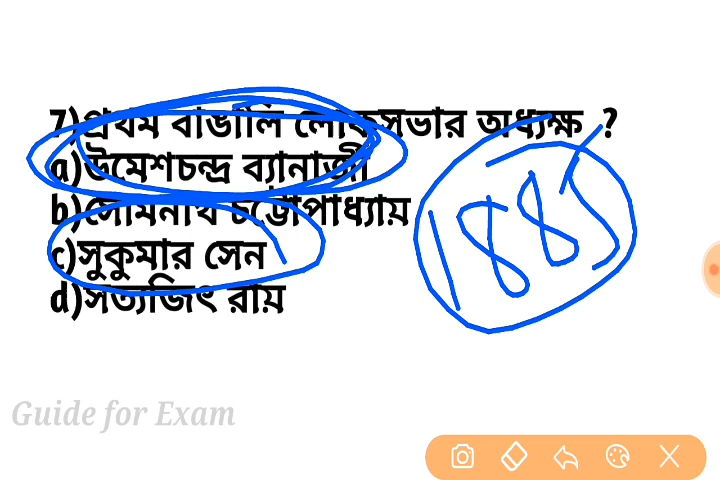 7)প্রথম বাঙালি লোকসভার অধ্যক্ষ ?
a)উমেশচন্দ্র ব্যানার্জী
b)সোমনাথ চট্টোপাধ্যায়
c)সুকুমার সেন
d)সত্যজিৎ রায়
1885
Guide for Exam